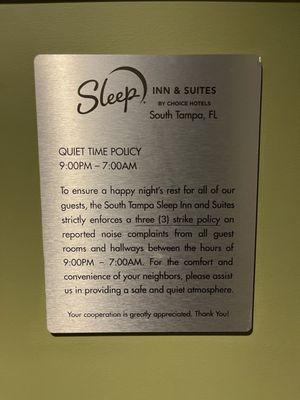 Sleep INN & SUITES
BY CHOICE HOTELS
South Tampa, FL
QUIET TIME POLICY
9:00PM – 7:00AM
To ensure a happy night's rest for all of our
guests, the South Tampa Sleep Inn and Suites
strictly enforces a three (3) strike policy on
reported noise complaints from all guest
rooms and hallways between the hours of
9:00PM – 7:00AM. For the comfort and
convenience of your neighbors, please assist
us in providing a safe and quiet atmosphere.
Your cooperation is greatly appreciated. Thank You!